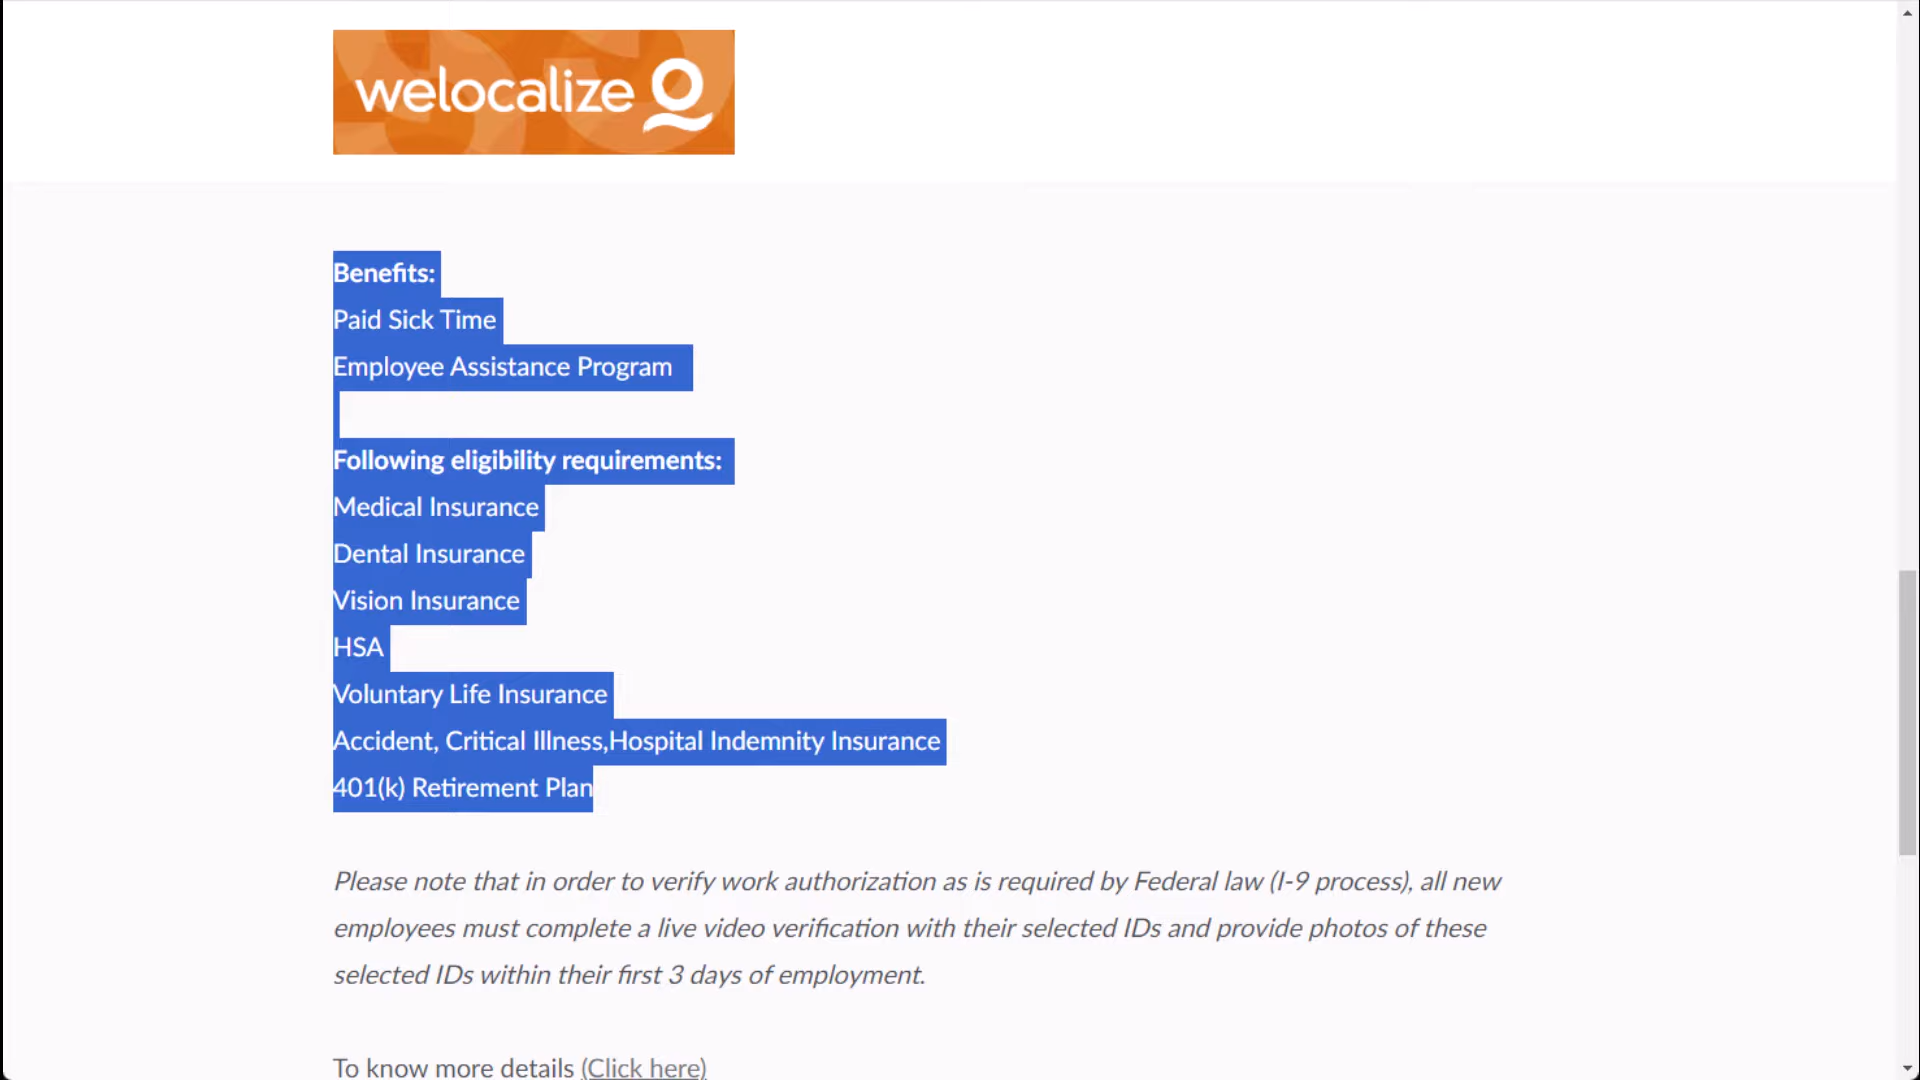 welocalize
Benefits:
Paid Sick Time
Employee Assistance Program
Following eligibility requirements:
Medical Insurance
Dental Insurance
Vision Insurance
HSA
Voluntary Life Insurance
Accident, Critical Illness,Hospital Indemnity Insurance
401(k) Retirement Plan
Please note that in order to verify work authorization as is required by Federal law (I-9 process), all new
employees must complete a live video verification with their selected IDs and provide photos of these
selected IDs within their first 3 days of employment.
To know more details (Click here)